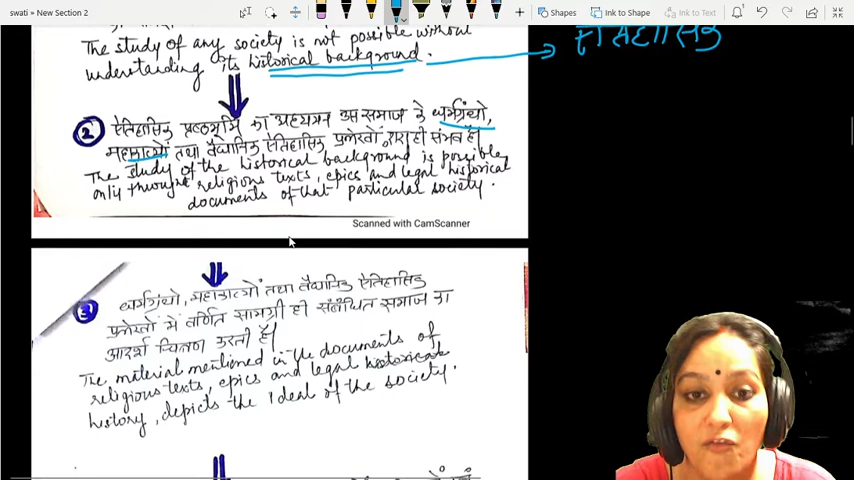 swati » New Section 2
Shapes
Ink to Shape
Ink to Text
The study of any society is not possible without
understanding its historical background.
ऐतिहासिक
2 ऐतिहासिक पृष्ठभूमि का अध्ययन उस समाज के धर्मग्रंथो,
महाकाव्यों तथा वैधानिक ऐतिहासिक प्रलेखों द्वारा ही संभव है।
The study of the historical background is possible
only through religious texts, epics and legal historical
documents of that particular society.
Scanned with CamScanner
3 धर्मग्रंथो, महाकाव्यों तथा वैधानिक ऐतिहासिक
प्रलेखों में वर्णित सामग्री ही संबंधित समाज का
आदर्श चित्रण करती है।
The material mentioned in the documents of
religious texts, epics and legal historical
history, depicts the ideal of the society.